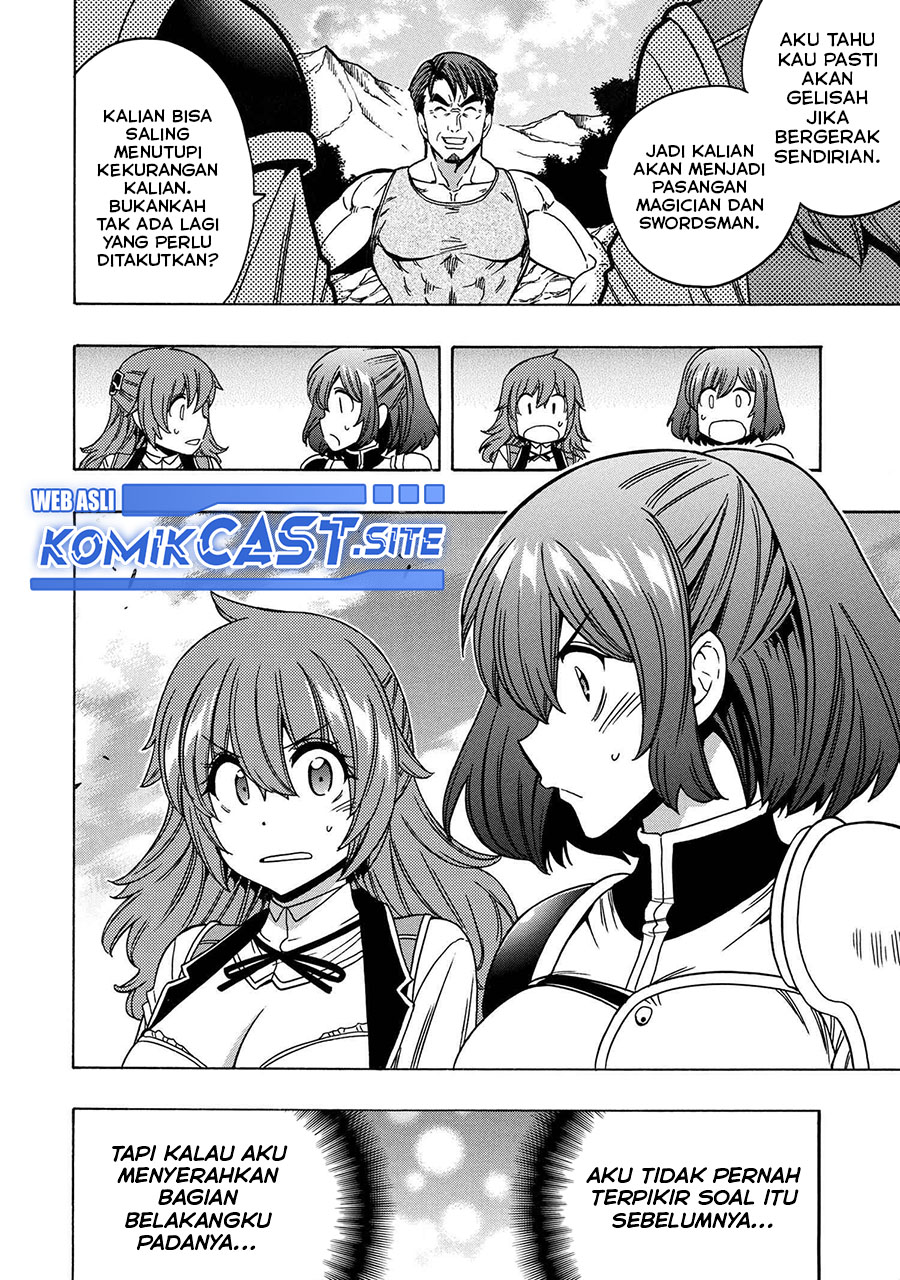 AKU TAHU
KAU PASTI
AKAN
GELISAH
JIKA
BERGERAK
SENDIRIAN.
JADI KALIAN
AKAN MENJADI
PASANGAN
MAGICIAN DAN
SWORDSMAN.
KALIAN BISA
SALING
MENUTUPI
KEKURANGAN
KALIAN.
BUKANKAH
TAK ADA LAGI
YANG PERLU
DITAKUTKAN?
WEB ASLI
KOMIKCAST.SITE
AKU TIDAK PERNAH
TERPIKIR SOAL ITU
SEBELUMNYA...
TAPI KALAU AKU
MENYERAHKAN
BAGIAN
BELAKANGKU
PADANYA...